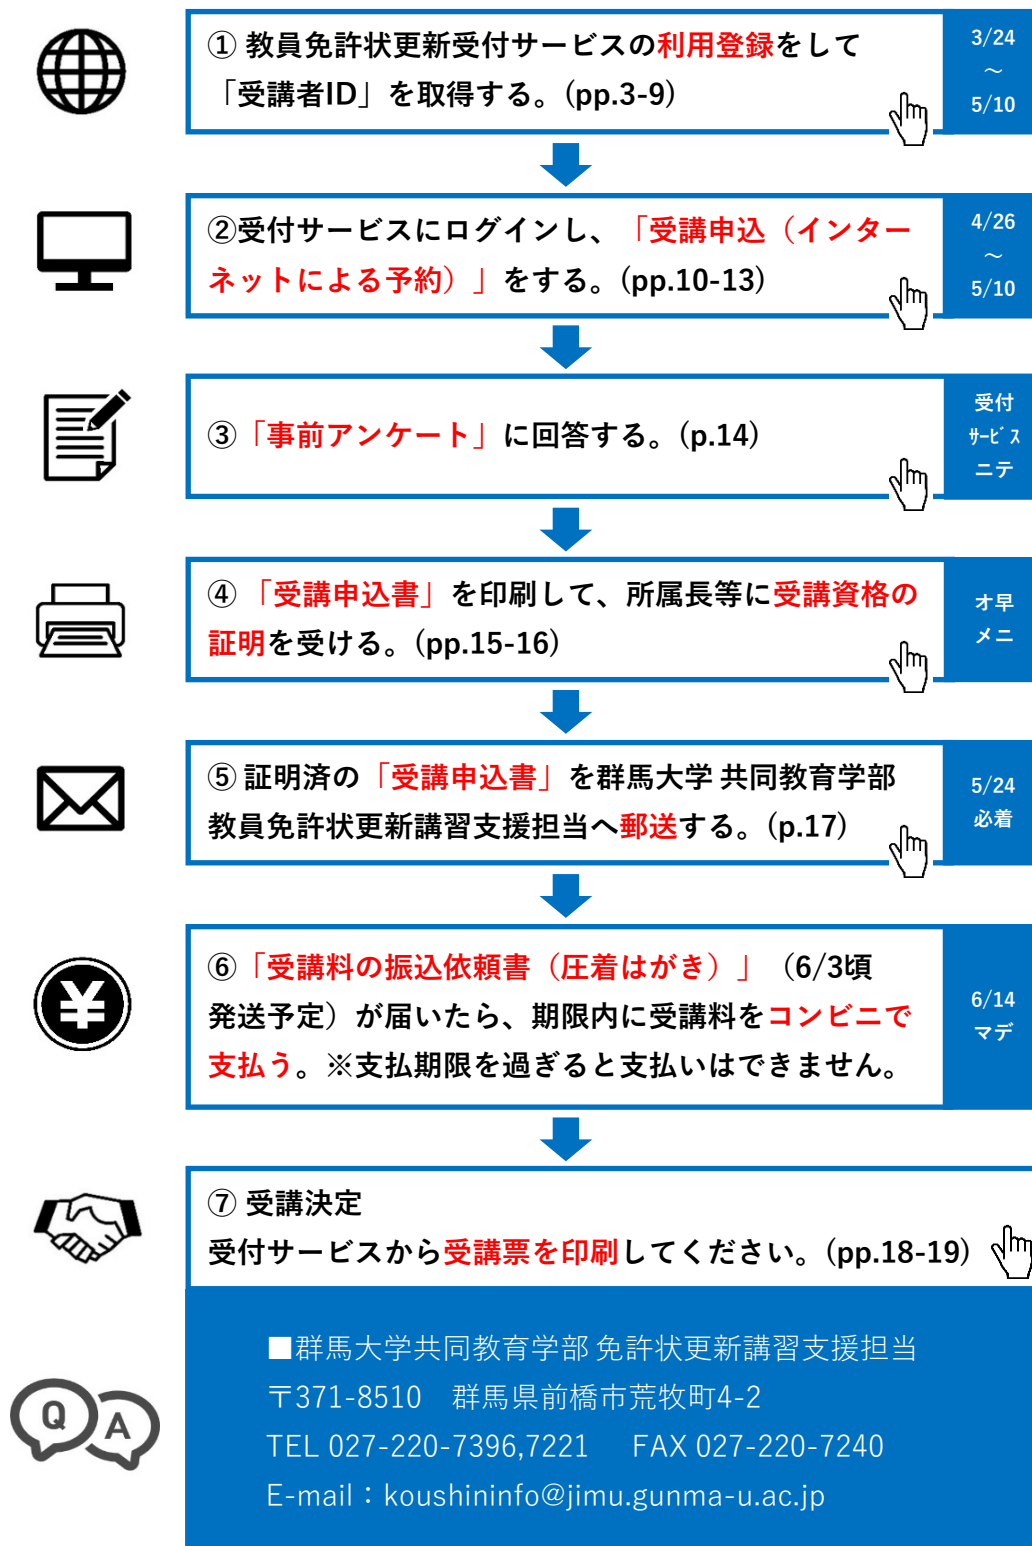 ① 教員免許状更新受付サービスの利用登録をして
「受講者ID」を取得する。(pp.3-9)
3/24
～
5/10
②受付サービスにログインし、「受講申込（インター
ネットによる予約）」をする。(pp.10-13)
4/26
～
5/10
③「事前アンケート」に回答する。(p.14)
受付
ｻｰﾋﾞｽ
ニテ
④ 「受講申込書」を印刷して、所属長等に受講資格の
証明を受ける。(pp.15-16)
オ早
メニ
⑤ 証明済の「受講申込書」を群馬大学 共同教育学部
教員免許状更新講習支援担当へ郵送する。(p.17)
5/24
必着
⑥「受講料の振込依頼書（圧着はがき）」（6/3頃
発送予定）が届いたら、期限内に受講料をコンビニで
支払う。※支払期限を過ぎると支払いはできません。
6/14
マデ
¥
⑦ 受講決定
受付サービスから受講票を印刷してください。(pp.18-19)
Q A
■群馬大学共同教育学部 免許状更新講習支援担当
〒371-8510　群馬県前橋市荒牧町4-2
TEL 027-220-7396,7221　FAX 027-220-7240
E-mail：koushininfo@jimu.gunma-u.ac.jp